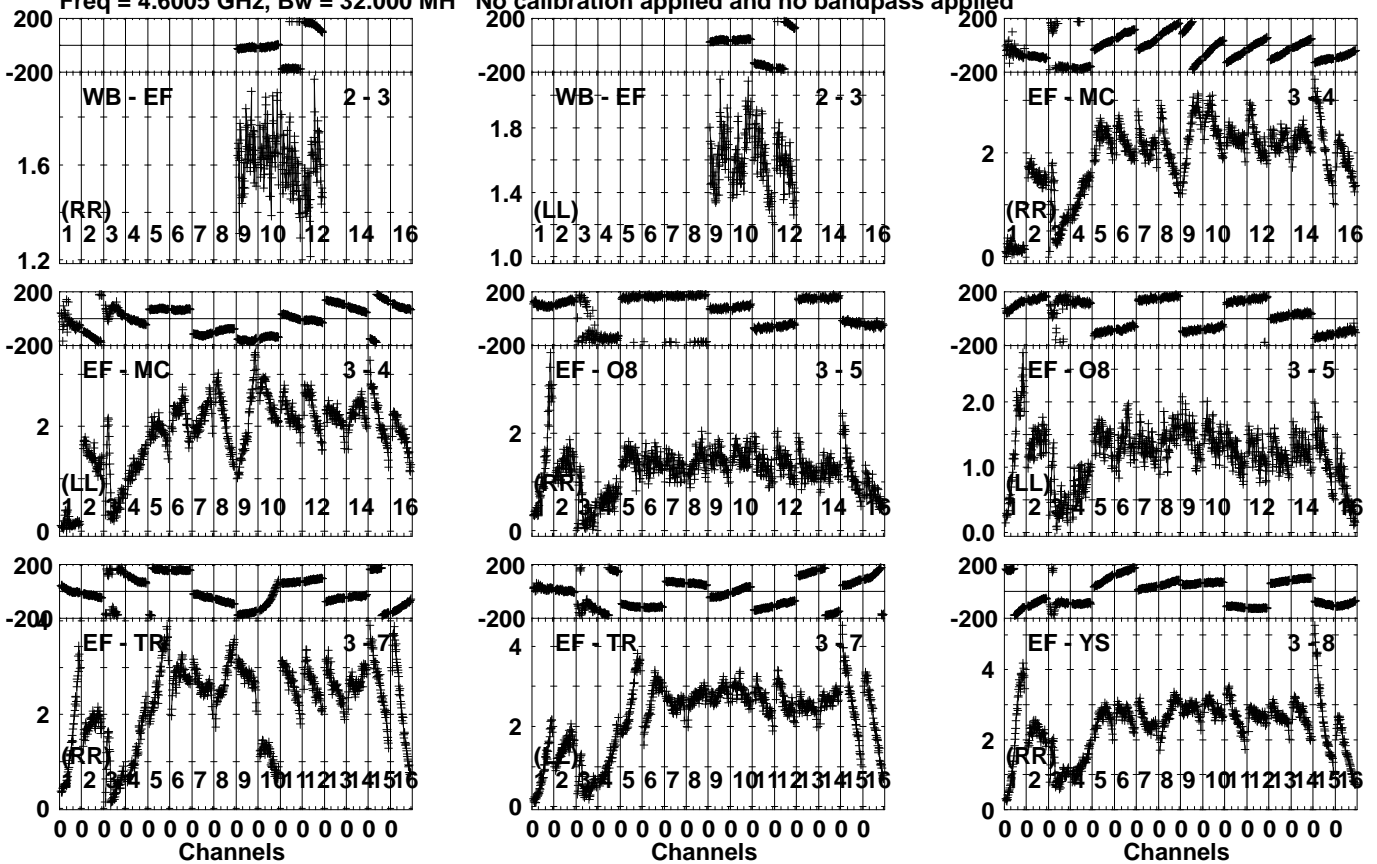 Freq = 4.6005 GHz, Bw = 32.000 MH No calibration applied and no bandpass applied
200
-200
WB - EF 2 - 3
1.6
1.2
(RR)
1 2 3 4 5 6 7 8 9 10 12 14 16
WB - EF 2 - 3
1.8
1.4
1.0
(LL)
1 2 3 4 5 6 7 8 9 10 12 14 16
200
-200
EF - MC 3 - 4
2
0
(RR)
1 2 3 4 5 6 7 8 9 10 12 14 16
200
-200
EF - MC 3 - 4
2
0
(LL)
1 2 3 4 5 6 7 8 9 10 12 14 16
200
-200
EF - O8 3 - 5
2
0
(RR)
1 2 3 4 5 6 7 8 9 10 12 14 16
200
-200
EF - O8 3 - 5
2.0
1.0
0.0
(LL)
1 2 3 4 5 6 7 8 9 10 12 14 16
200
-200
4
EF - TR 3 - 7
2
0
(RR)
2 3 4 5 6 7 8 9 10 11 12 13 14 15 16
0 0 0 0 0 0 0 0 0 0 0 0 0 0 0 0
Channels
200
-200
EF - TR 3 - 7
4
2
0
(LL)
2 3 4 5 6 7 8 9 10 11 12 13 14 15 16
0 0 0 0 0 0 0 0 0 0 0 0 0 0 0 0
Channels
200
-200
EF - YS 3 - 8
4
2
0
(RR)
2 3 4 5 6 7 8 9 10 11 12 13 14 15 16
0 0 0 0 0 0 0 0 0 0 0 0 0 0 0 0
Channels